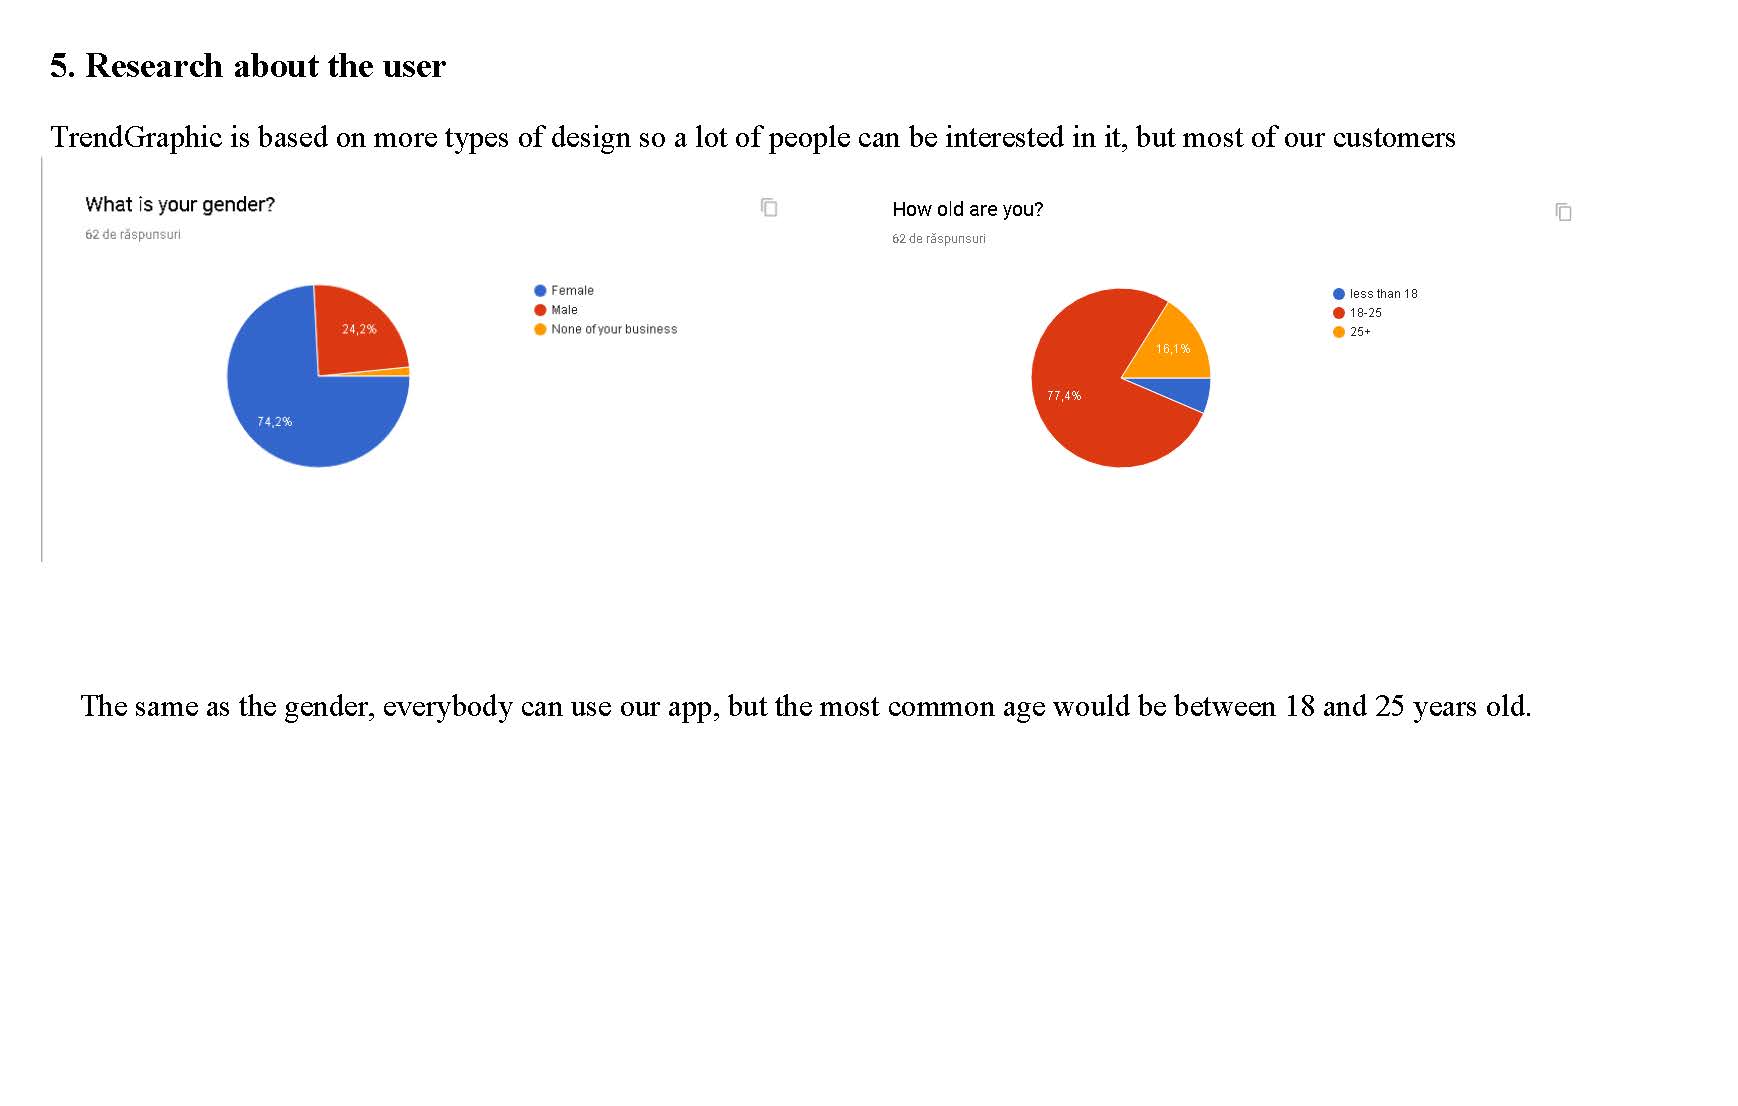 5. Research about the user
TrendGraphic is based on more types of design so a lot of people can be interested in it, but most of our customers
What is your gender?
62 de răspunsuri
24,2%
74,2%
Female
Male
None of your business
How old are you?
62 de răspunsuri
16,1%
77,4%
less than 18
18-25
25+
The same as the gender, everybody can use our app, but the most common age would be between 18 and 25 years old.